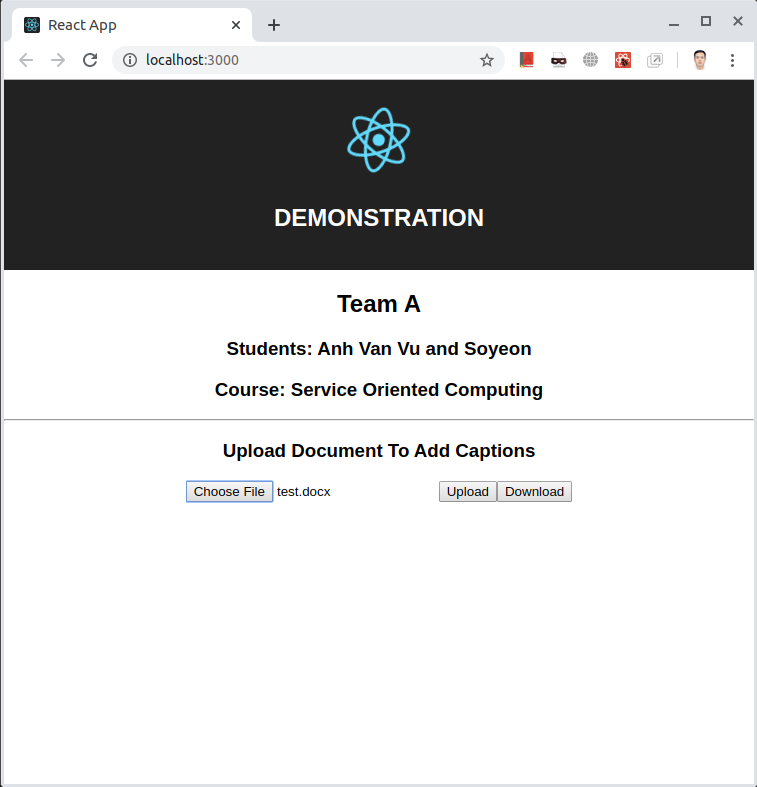 React App
localhost:3000
DEMONSTRATION
Team A
Students: Anh Van Vu and Soyeon
Course: Service Oriented Computing
Upload Document To Add Captions
Choose File test.docx Upload Download